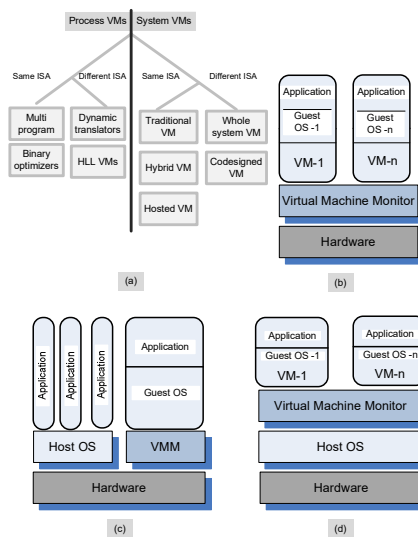 Process VMs
System VMs
Same ISA
Different ISA
Same ISA
Different ISA
Multi
program
Dynamic
translators
Binary
optimizers
HLL VMs
Traditional
VM
Whole
system VM
Hybrid VM
Codesigned
VM
Hosted VM
(a)
Application
Guest
OS -1
VM-1
Application
Guest
OS -n
VM-n
Virtual Machine Monitor
Hardware
(b)
Application
Application
Application
Application
Guest OS
Host OS
VMM
Hardware
(c)
Application
Guest OS -1
VM-1
Application
Guest OS -n
VM-n
Virtual Machine Monitor
Host OS
Hardware
(d)